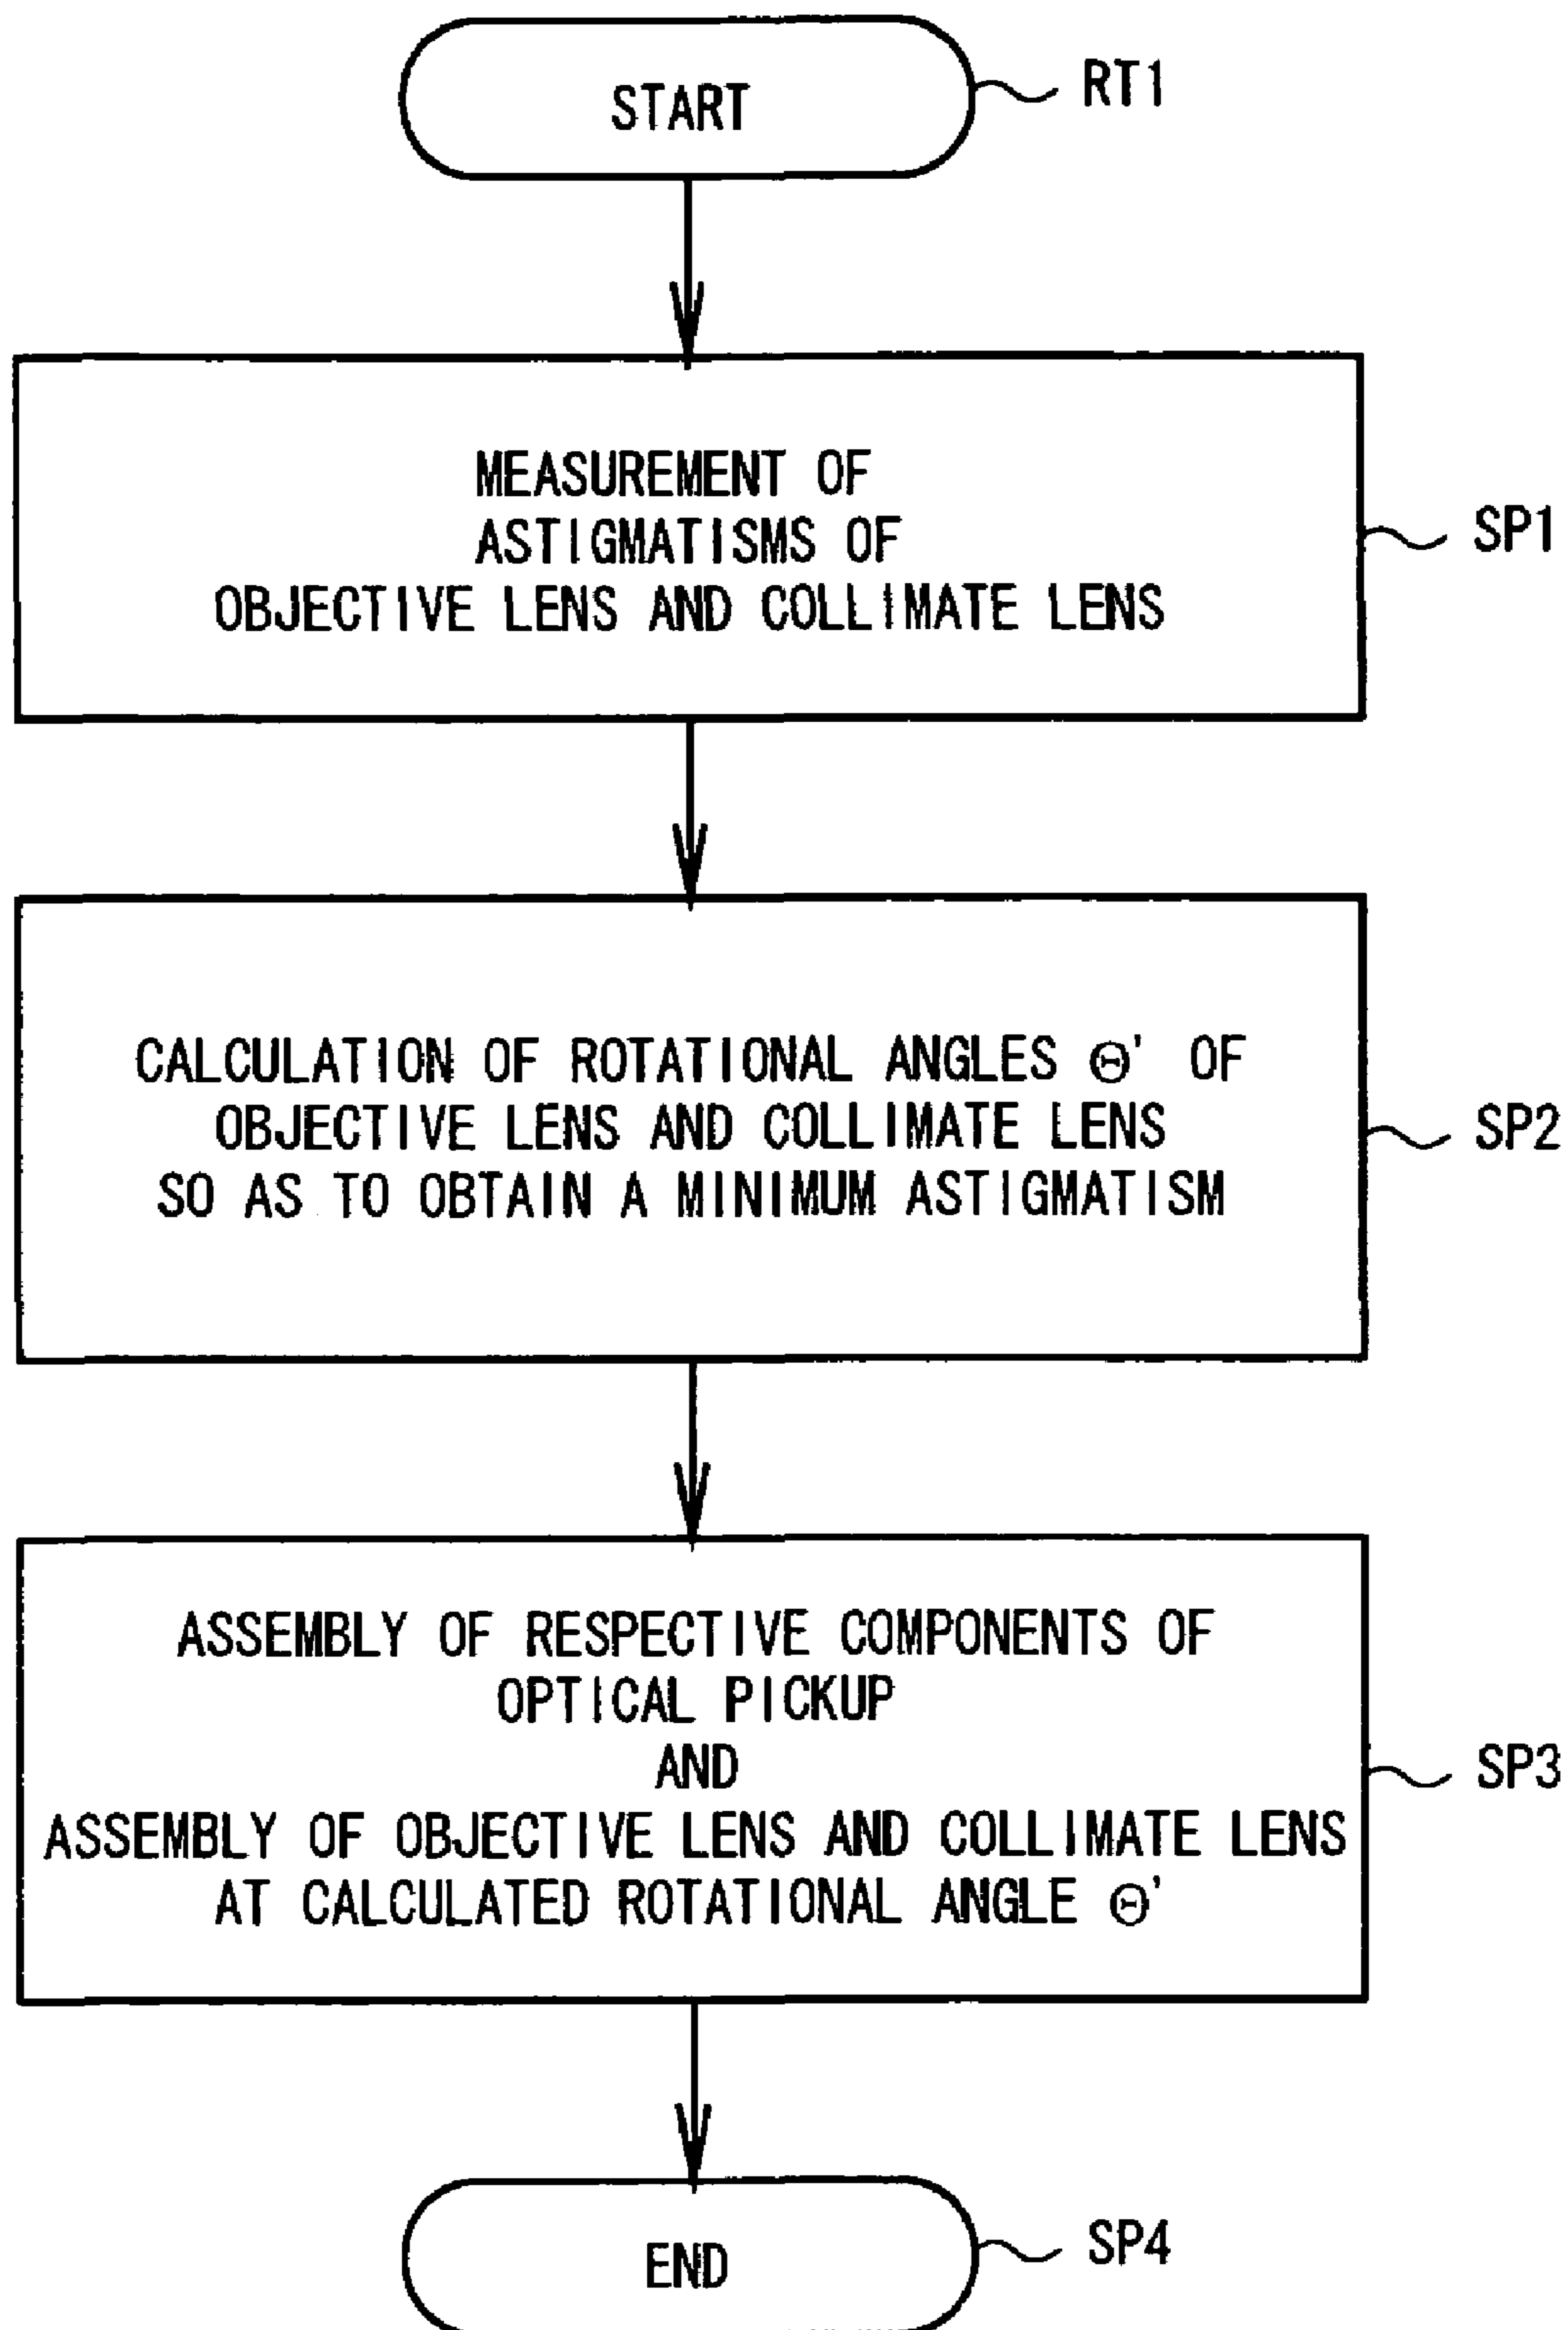 START
RT1
MEASUREMENT OF
ASTIGMATISMS OF
OBJECTIVE LENS AND COLLIMATE LENS
SP1
CALCULATION OF ROTATIONAL ANGLES Θ' OF
OBJECTIVE LENS AND COLLIMATE LENS
SO AS TO OBTAIN A MINIMUM ASTIGMATISM
SP2
ASSEMBLY OF RESPECTIVE COMPONENTS OF
OPTICAL PICKUP
AND
ASSEMBLY OF OBJECTIVE LENS AND COLLIMATE LENS
AT CALCULATED ROTATIONAL ANGLE Θ'
SP3
END
SP4